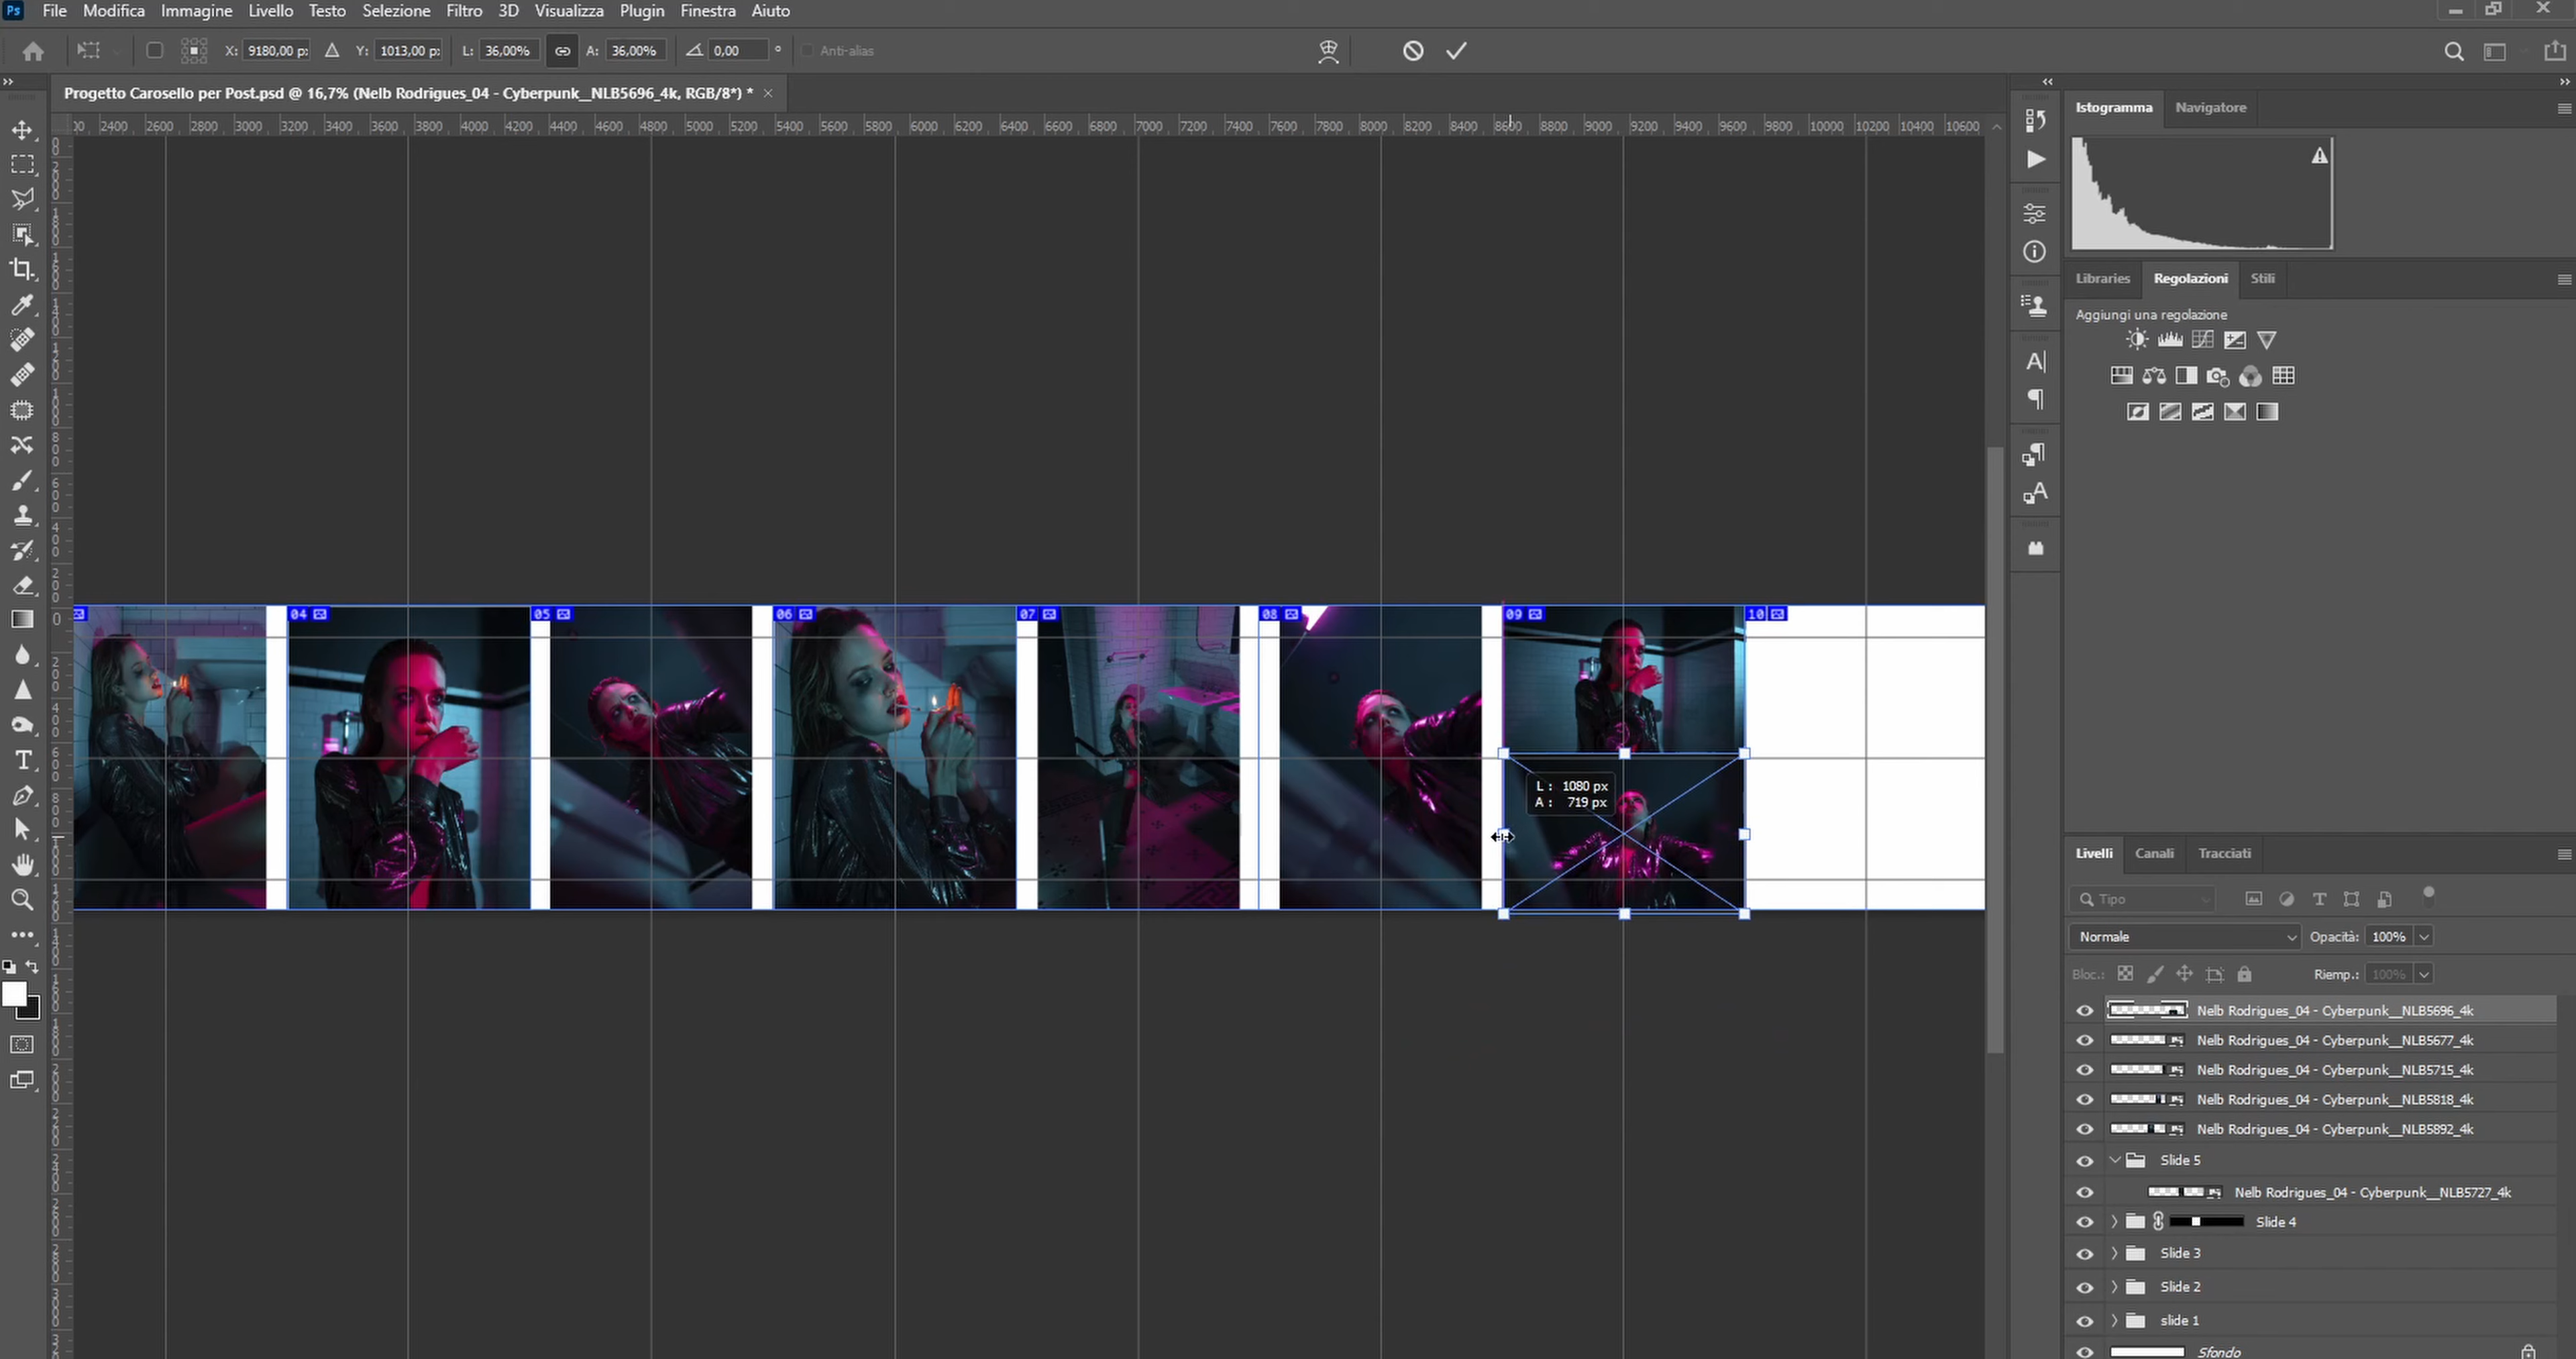 Ps File Modifica Immagine Livello Testo Selezione Filtro 3D Visualizza Plugin Finestra Aiuto
X: 9180,00 p: Y: 1013,00 p: L: 36,00% A: 36,00% 0,00 ° Anti-alias
Progetto Carosello per Post.psd @ 16,7% (Nelb Rodrigues_04 - Cyberpunk__NLB5696_4k, RGB/8*) * ×
00 2400 2600 2800 3000 3200 3400 3600 3800 4000 4200 4400 4600 4800 5000 5200 5400 5600 5800 6000 6200 6400 6600 6800 7000 7200 7400 7600 7800 8000 8200 8400 8600 8800 9000 9200 9400 9600 9800 10000 10200 10400 10600
Istogramma Navigatore
Libraries Regolazioni Stili
Aggiungi una regolazione
04 05 06 07 08 09 10
L : 1080 px
A : 719 px
Livelli Canali Tracciati
Tipo
Normale Opacità: 100%
Bloc.: Riemp.: 100%
Nelb Rodrigues_04 - Cyberpunk__NLB5696_4k
Nelb Rodrigues_04 - Cyberpunk__NLB5677_4k
Nelb Rodrigues_04 - Cyberpunk__NLB5715_4k
Nelb Rodrigues_04 - Cyberpunk__NLB5818_4k
Nelb Rodrigues_04 - Cyberpunk__NLB5892_4k
Slide 5
Nelb Rodrigues_04 - Cyberpunk__NLB5727_4k
Slide 4
Slide 3
Slide 2
slide 1
Sfondo